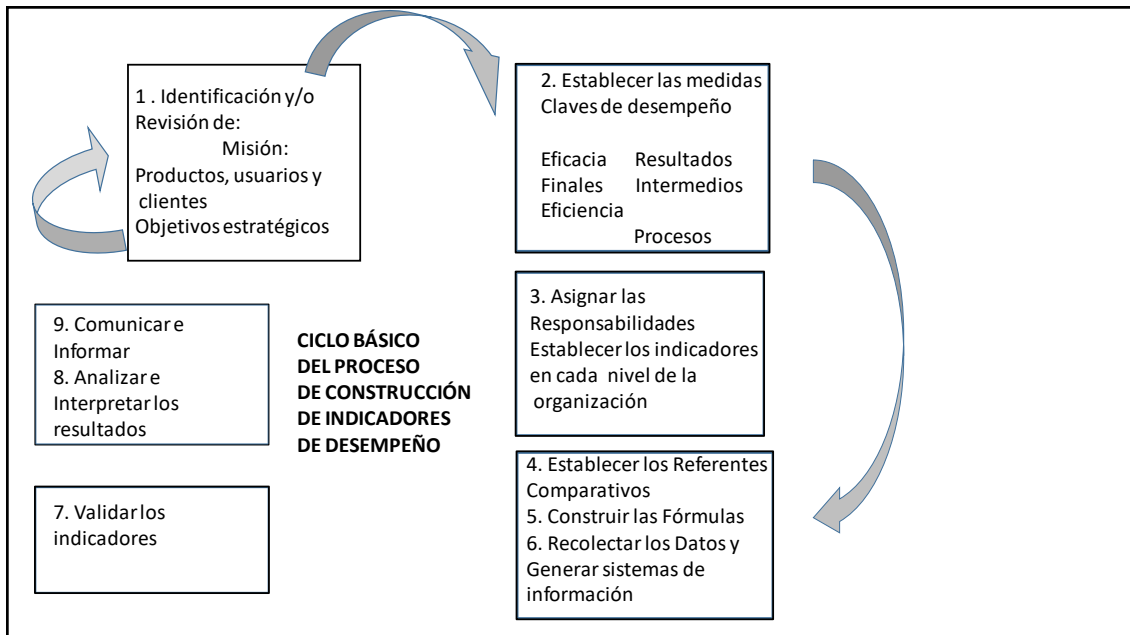 1 . Identificación y/o
Revisión de:
Misión:
Productos, usuarios y
clientes
Objetivos estratégicos
2. Establecer las medidas
Claves de desempeño
Eficacia Resultados
Finales Intermedios
Eficiencia
Procesos
3. Asignar las
Responsabilidades
Establecer los indicadores
en cada nivel de la
organización
4. Establecer los Referentes
Comparativos
5. Construir las Fórmulas
6. Recolectar los Datos y
Generar sistemas de
información
7. Validar los
indicadores
9. Comunicar e
Informar
8. Analizar e
Interpretar los
resultados
CICLO BÁSICO
DEL PROCESO
DE CONSTRUCCIÓN
DE INDICADORES
DE DESEMPEÑO